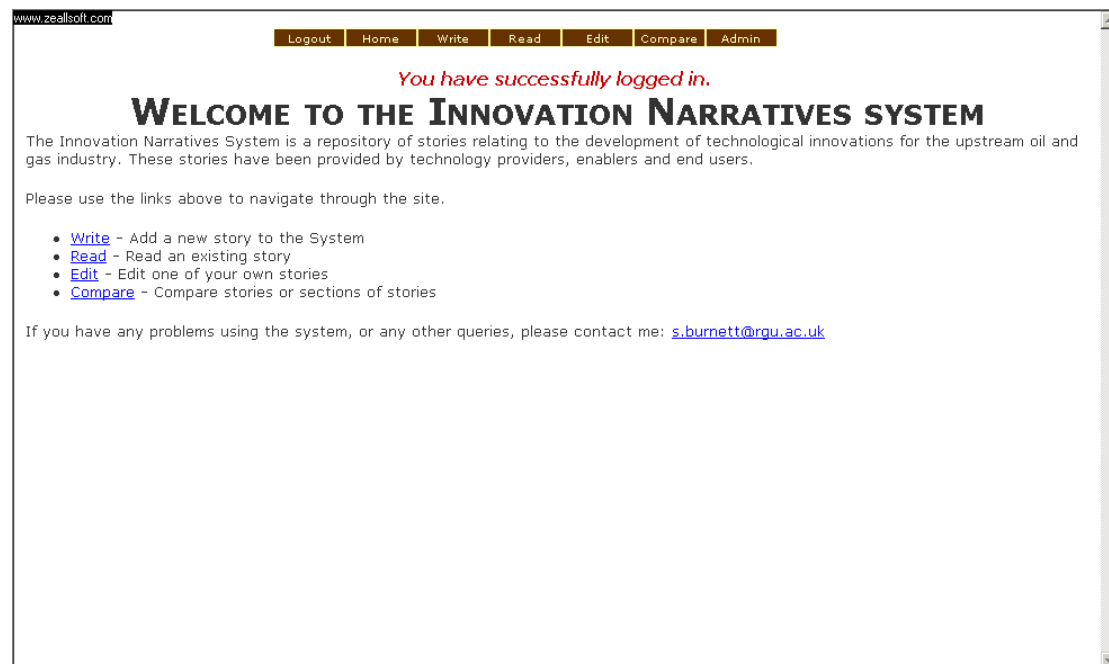 www.zeallsoft.com
Logout Home Write Read Edit Compare Admin
You have successfully logged in.
Welcome to the Innovation Narratives system
The Innovation Narratives System is a repository of stories relating to the development of technological innovations for the upstream oil and
gas industry. These stories have been provided by technology providers, enablers and end users.
Please use the links above to navigate through the site.
Write - Add a new story to the System
Read - Read an existing story
Edit - Edit one of your own stories
Compare - Compare stories or sections of stories
If you have any problems using the system, or any other queries, please contact me: s.burnett@rgu.ac.uk